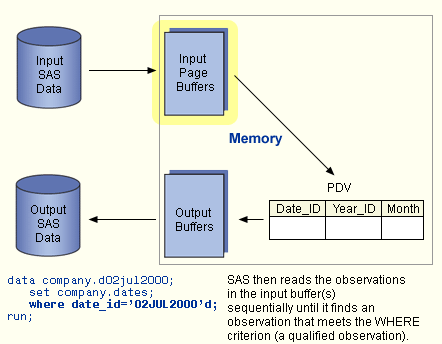 Input
SAS
Data
Input
Page
Buffers
Memory
PDV
Date_ID Year_ID Month
Output
SAS
Data
Output
Buffers
data company.d02jul2000;
set company.dates;
where date_id='02JUL2000'd;
run;
SAS then reads the observations
in the input buffer(s)
sequentially until it finds an
observation that meets the WHERE
criterion (a qualified observation).